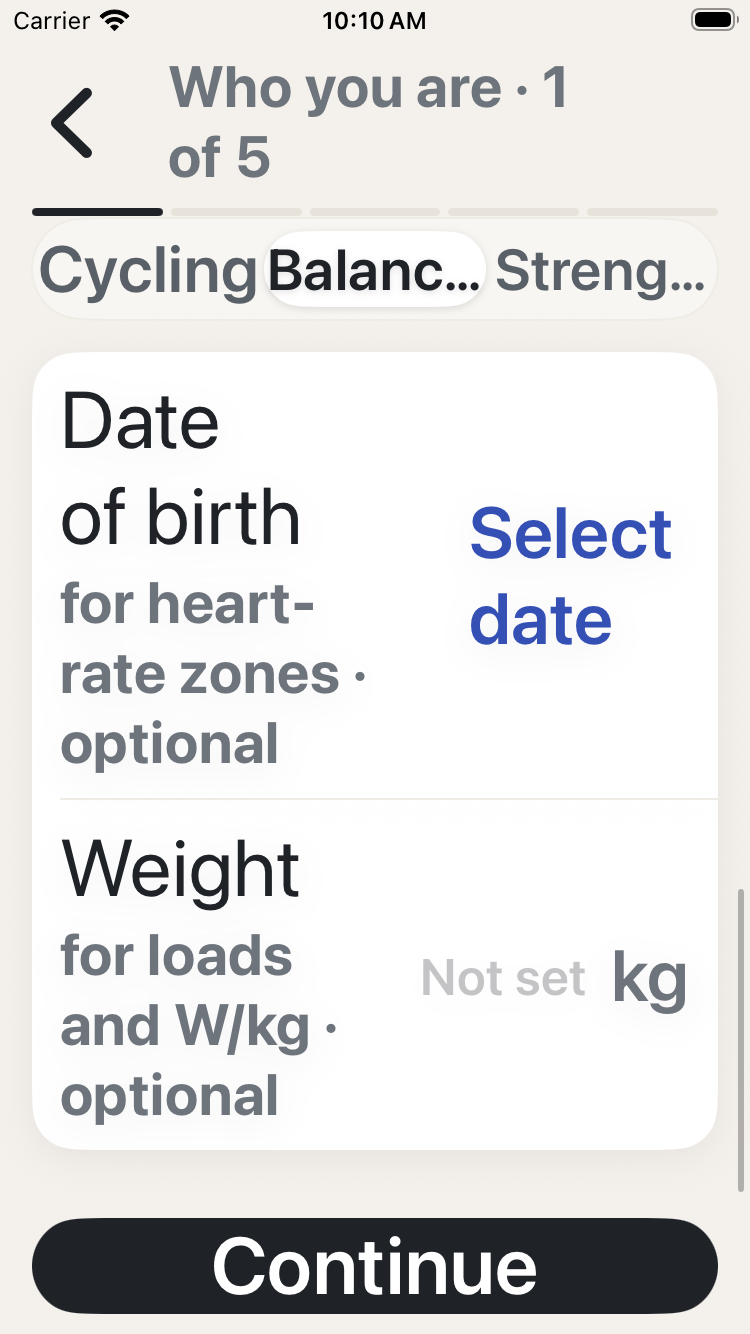 Carrier 10:10 AM
Who you are · 1
of 5
Cycling Balanc... Streng...
Date
of birth
for heart-
rate zones ·
optional
Select
date
Weight
for loads
and W/kg ·
optional
Not set kg
Continue